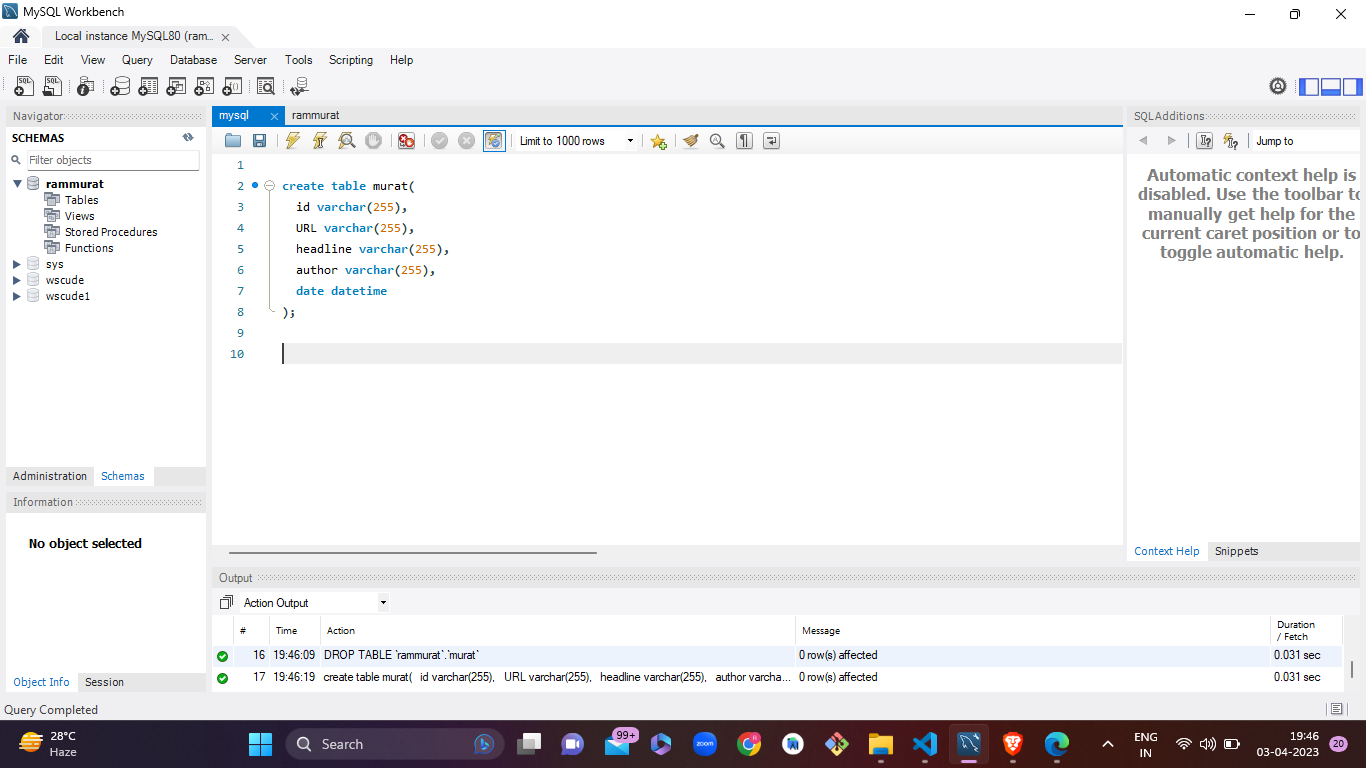 MySQL Workbench
Local instance MySQL80 (ram...
File Edit View Query Database Server Tools Scripting Help
Navigator
SCHEMAS
Filter objects
rammurat
Tables
Views
Stored Procedures
Functions
sys
wscude
wscude1
Administration Schemas
Information
No object selected
Object Info Session
mysql rammurat
Limit to 1000 rows
1
2 create table murat(
3 id varchar(255),
4 URL varchar(255),
5 headline varchar(255),
6 author varchar(255),
7 date datetime
8 );
9
10
SQLAdditions
Jump to
Automatic context help is
disabled. Use the toolbar to
manually get help for the
current caret position or to
toggle automatic help.
Context Help Snippets
Output
Action Output
# Time Action Message Duration / Fetch
16 19:46:09 DROP TABLE `rammurat`.`murat` 0 row(s) affected 0.031 sec
17 19:46:19 create table murat( id varchar(255), URL varchar(255), headline varchar(255), author varcha... 0 row(s) affected 0.031 sec
Query Completed
28°C
Haze
Search
99+
zoom
ENG
IN
19:46
03-04-2023
20